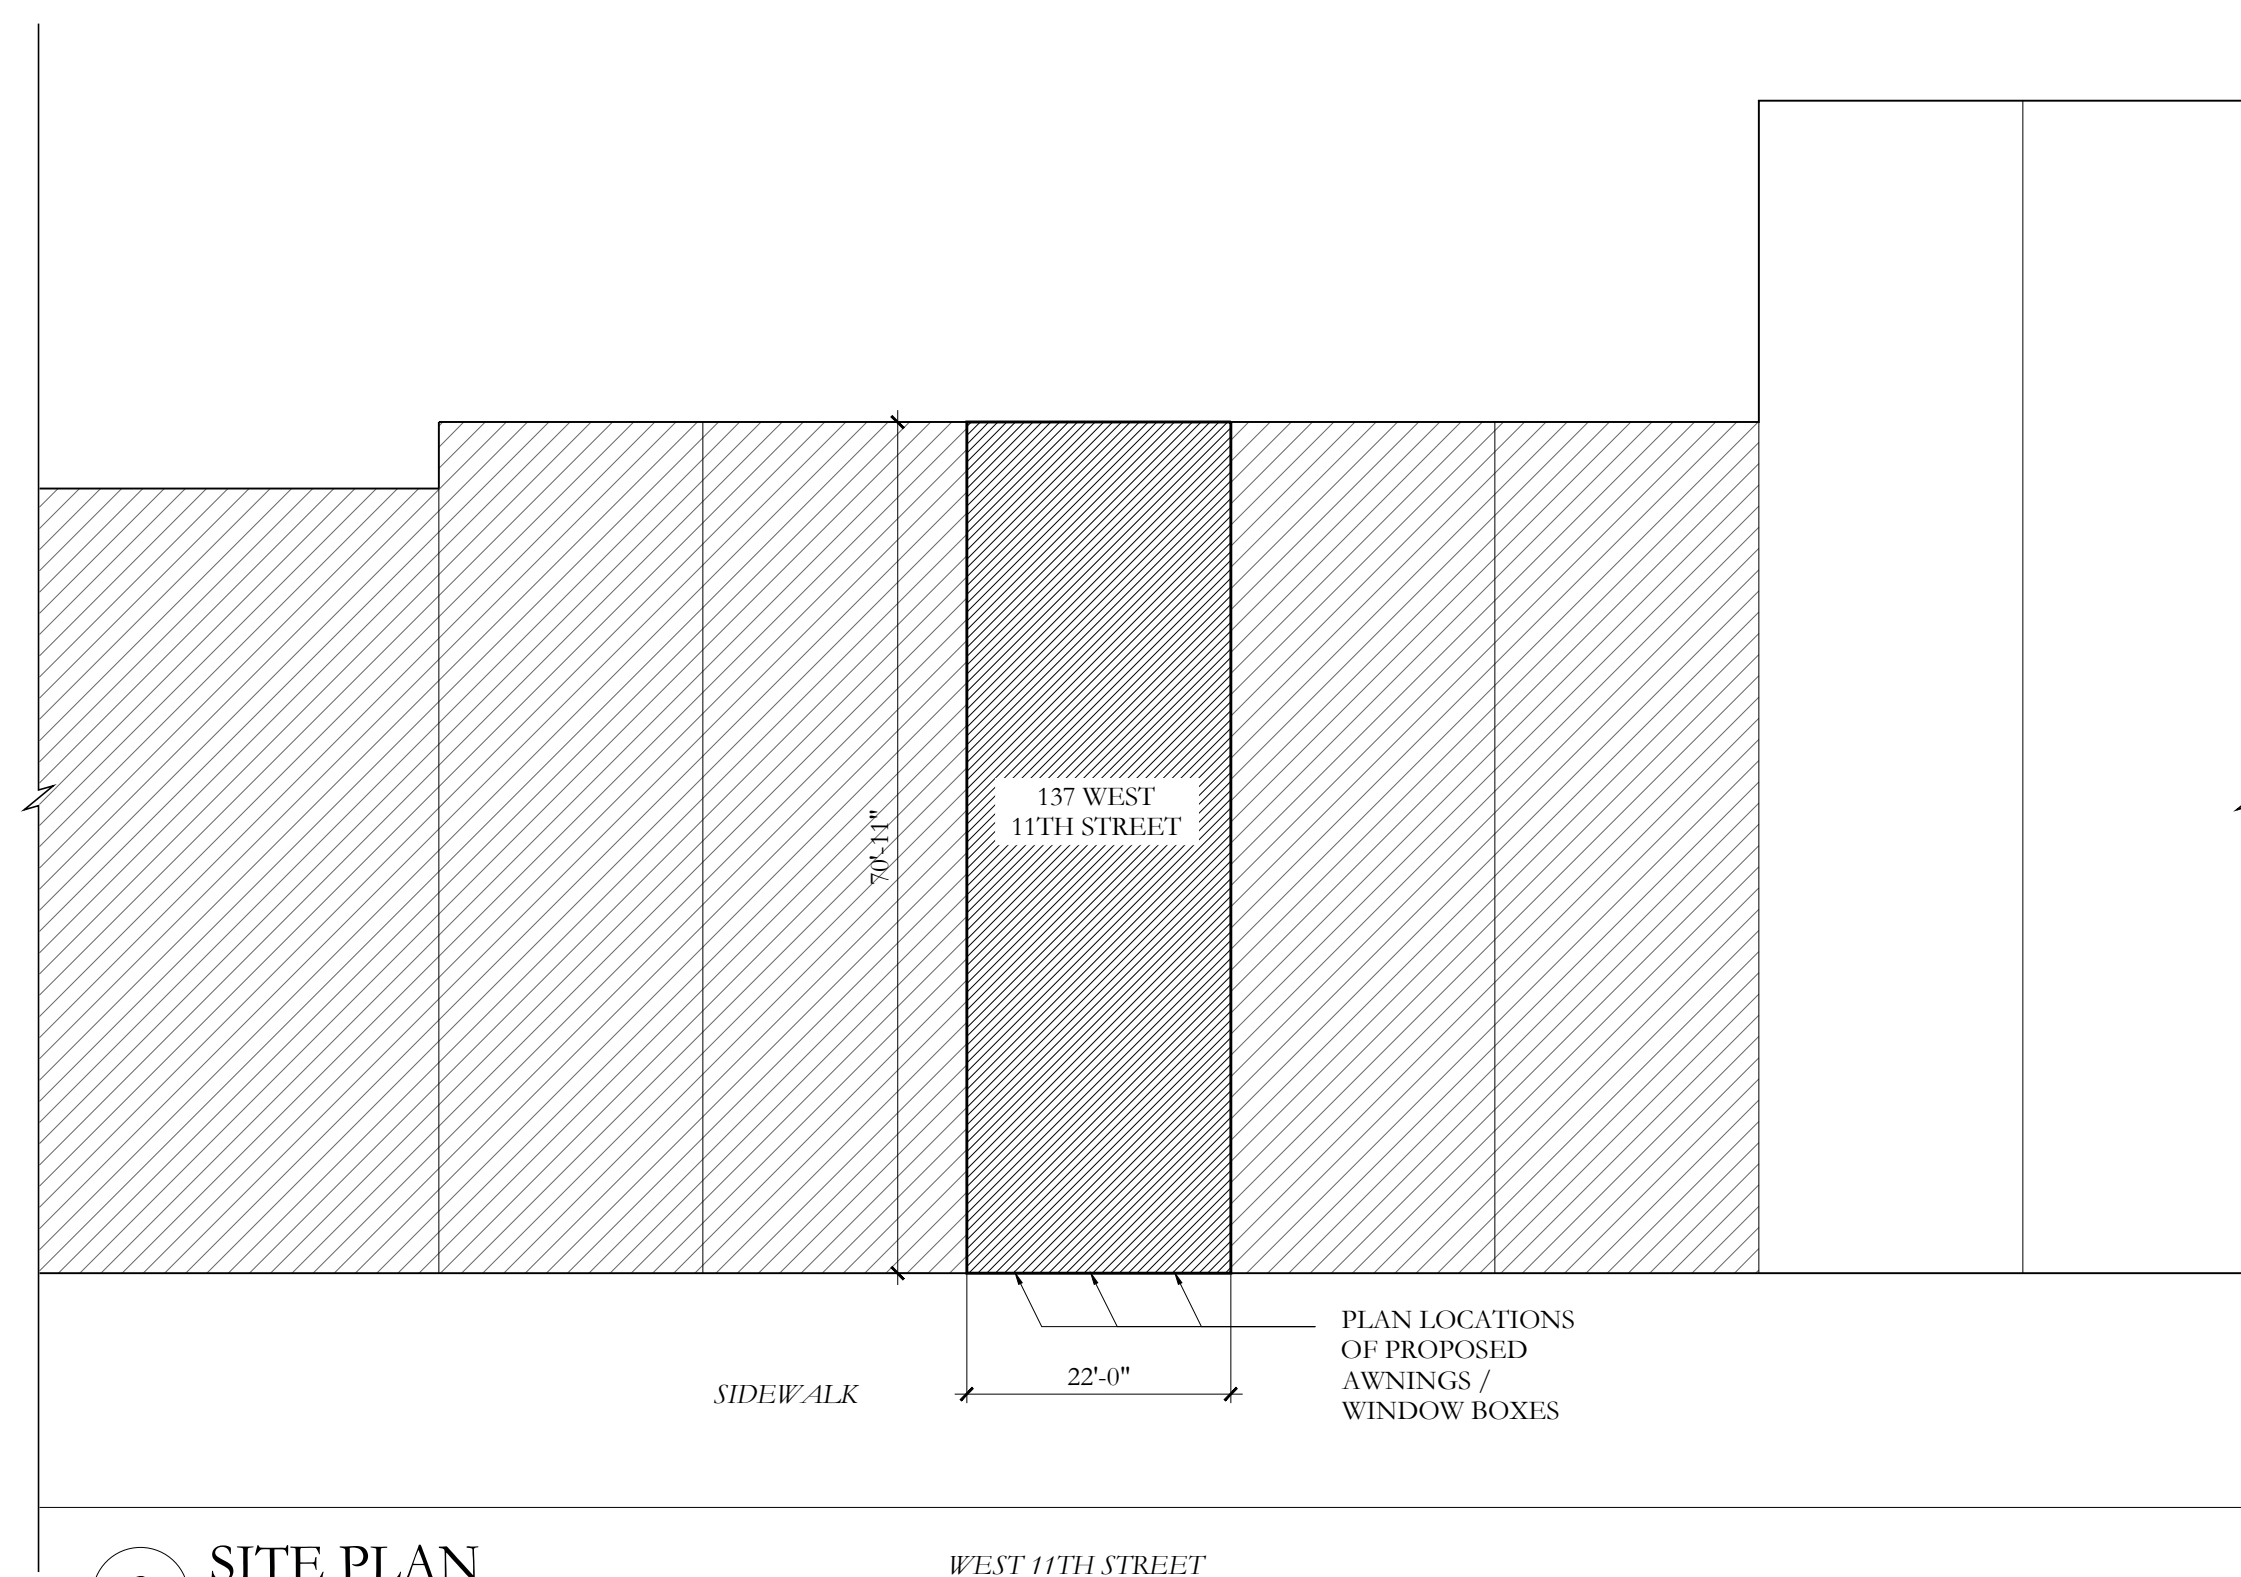 137 WEST
11TH STREET
70'-11"
PLAN LOCATIONS
OF PROPOSED
AWNINGS /
WINDOW BOXES
22'-0"
SIDEWALK
SITE PLAN
WEST 11TH STREET